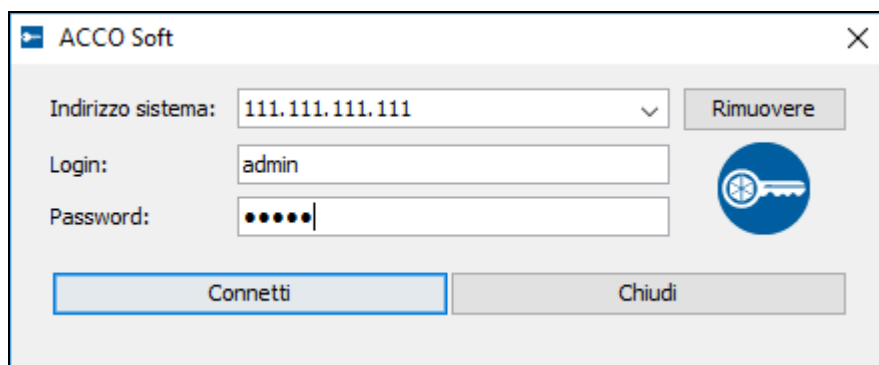 ACCO Soft
Indirizzo sistema: 111.111.111.111 Rimuovere
Login: admin
Password: •••••
Connetti Chiudi